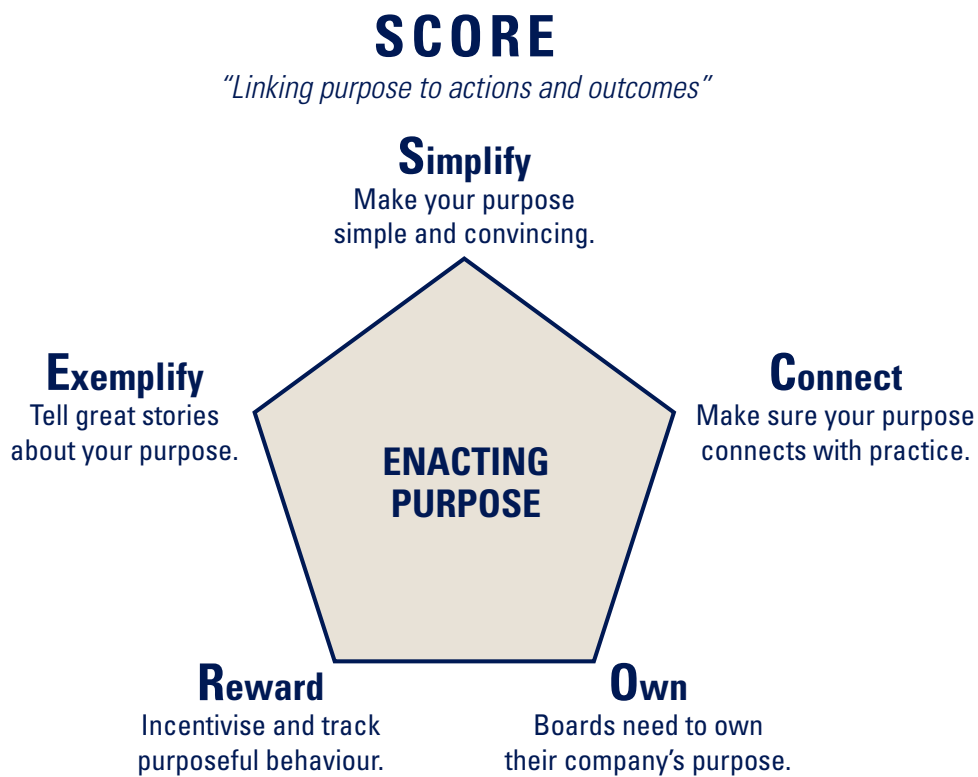 SCORE
“Linking purpose to actions and outcomes”
Simplify
Make your purpose
simple and convincing.
Connect
Make sure your purpose
connects with practice.
Own
Boards need to own
their company’s purpose.
Reward
Incentivise and track
purposeful behaviour.
Exemplify
Tell great stories
about your purpose.
ENACTING
PURPOSE